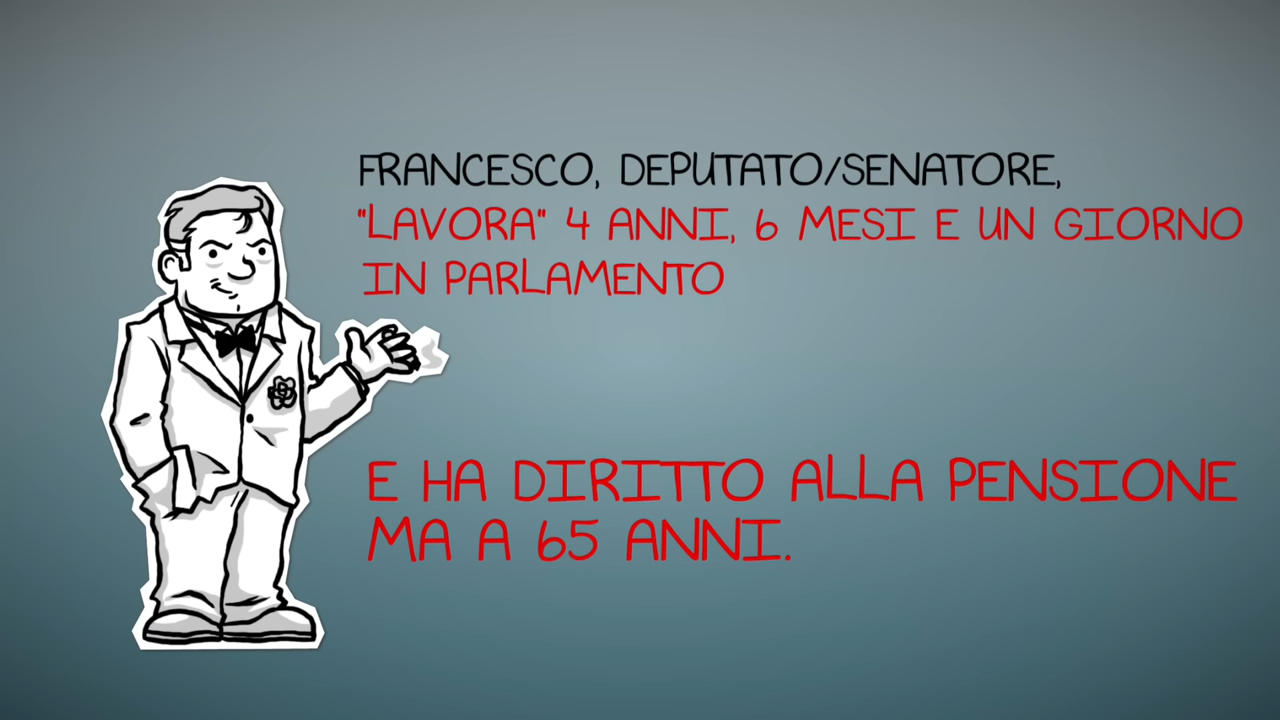 FRANCESCO, DEPUTATO/SENATORE,
"LAVORA" 4 ANNI, 6 MESI E UN GIORNO
IN PARLAMENTO
E HA DIRITTO ALLA PENSIONE
MA A 65 ANNI.